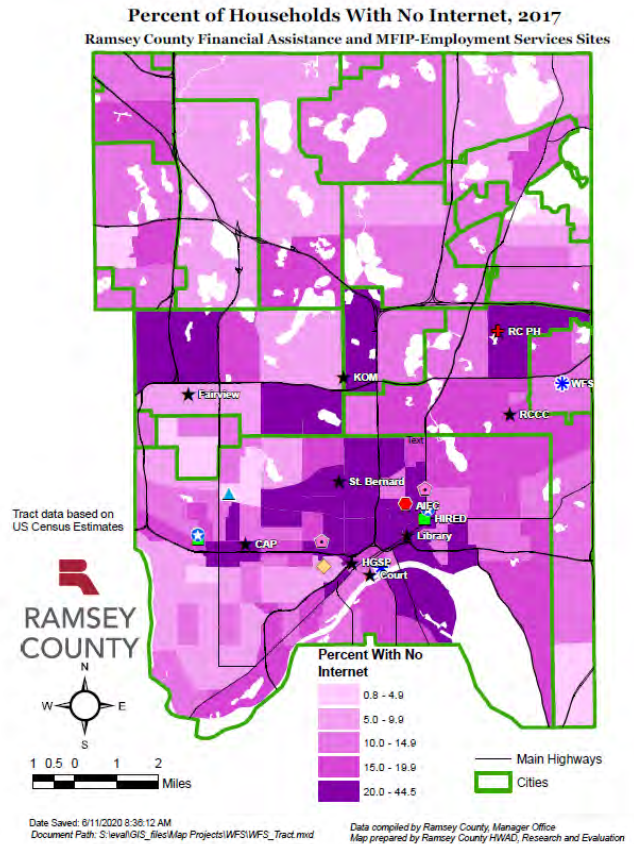 Percent of Households With No Internet, 2017
Ramsey County Financial Assistance and MFIP-Employment Services Sites
RC PH
KOM
WFS
Fairview
RCCC
Text
St. Bernard
AIFC
HIRED
Library
CAP
HGSP
Court
Tract data based on
US Census Estimates
RAMSEY
COUNTY
N
W
E
S
1 0.5 0 1 2
Miles
Percent With No
Internet
0.8 - 4.9
5.0 - 9.9
10.0 - 14.9
15.0 - 19.9
20.0 - 44.5
Main Highways
Cities
Date Saved: 6/11/2020 8:36:12 AM
Document Path: S:\eval\GIS_files\Map Projects\WFS\WFS_Tract.mxd
Data compiled by Ramsey County, Manager Office
Map prepared by Ramsey County HWAD, Research and Evaluation